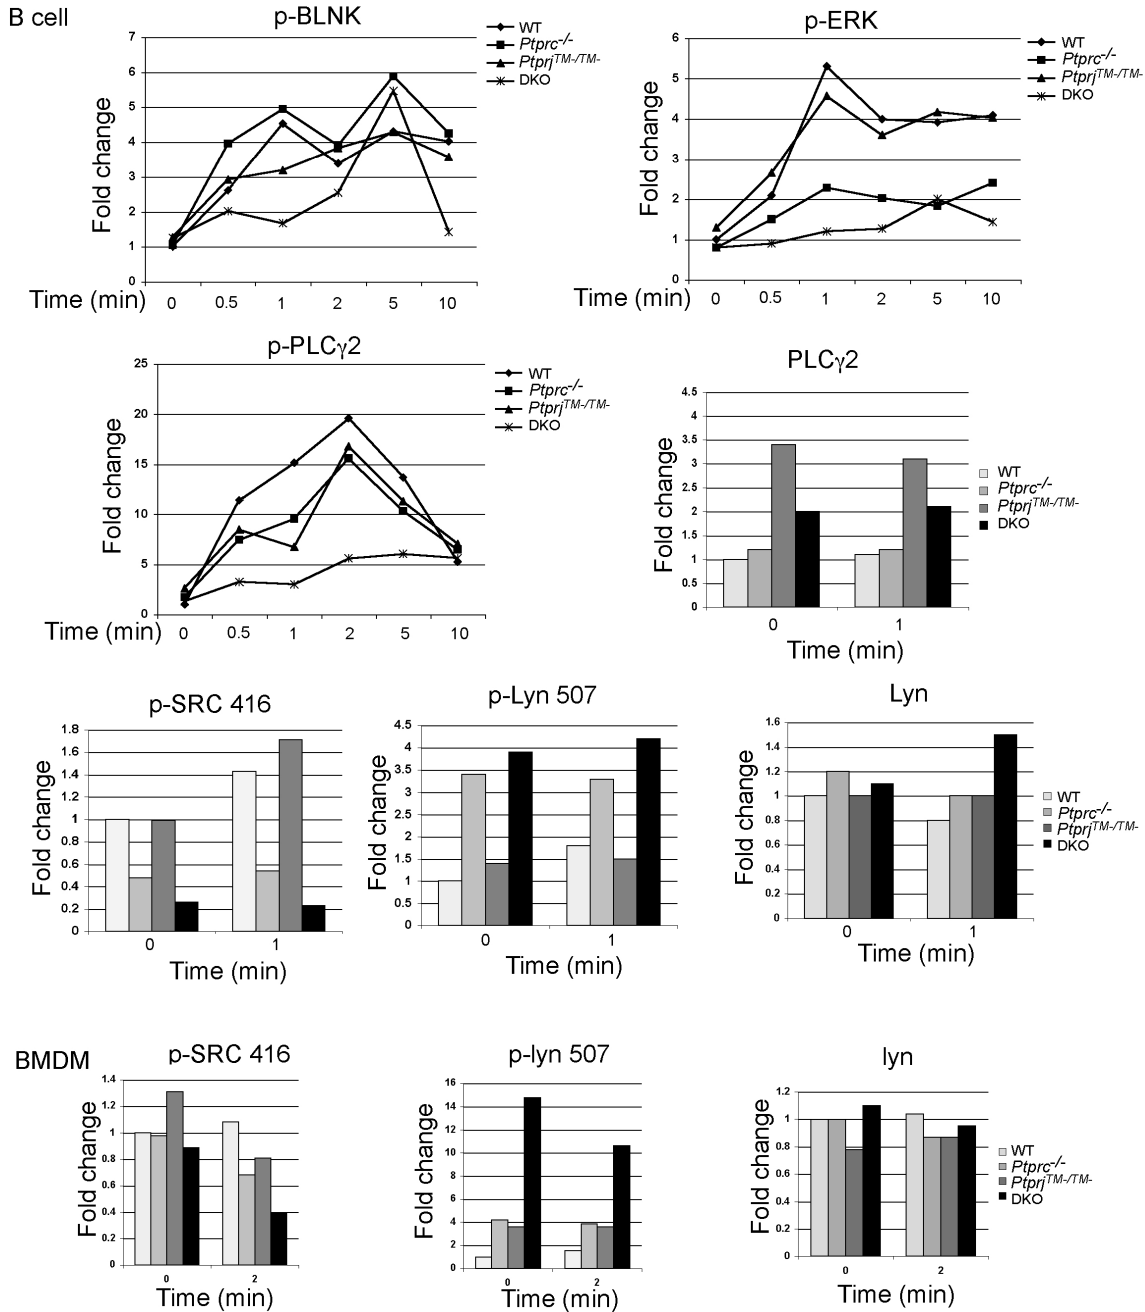 B cell
p-BLNK
7
6
5
4
3
2
1
0
Fold change
Time (min)
0 0.5 1 2 5 10
WT
Ptprc-/-
PtprjTM-/TM-
DKO
p-ERK
6
5
4
3
2
1
0
Fold change
Time (min)
0 0.5 1 2 5 10
WT
Ptprc-/-
PtprjTM-/TM-
DKO
p-PLCγ2
25
20
15
10
5
0
Fold change
Time (min)
0 0.5 1 2 5 10
WT
Ptprc-/-
PtprjTM-/TM-
DKO
PLCγ2
4.5
4
3.5
3
2.5
2
1.5
1
0.5
0
Fold change
0 1
Time (min)
WT
Ptprc-/-
PtprjTM-/TM-
DKO
p-SRC 416
1.8
1.6
1.4
1.2
1
0.8
0.6
0.4
0.2
0
Fold change
0 1
Time (min)
p-Lyn 507
4.5
4
3.5
3
2.5
2
1.5
1
0.5
0
Fold change
0 1
Time (min)
Lyn
1.6
1.4
1.2
1
0.8
0.6
0.4
0.2
0
Fold change
0 1
Time (min)
WT
Ptprc-/-
PtprjTM-/TM-
DKO
BMDM
p-SRC 416
1.4
1.2
1
0.8
0.6
0.4
0.2
0
Fold change
0 2
Time (min)
p-lyn 507
16
14
12
10
8
6
4
2
0
Fold change
0 2
Time (min)
lyn
1.2
1
0.8
0.6
0.4
0.2
0
Fold change
0 2
Time (min)
WT
Ptprc-/-
PtprjTM-/TM-
DKO